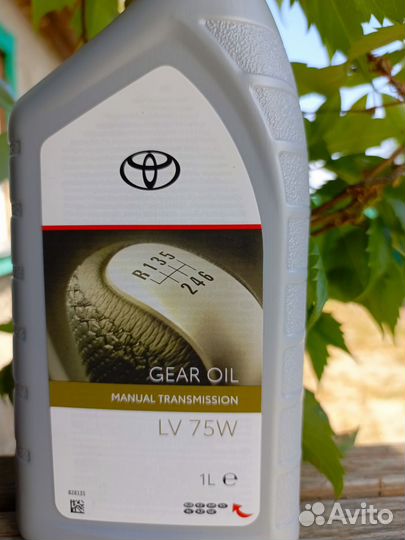 R 1 3 5
2 4 6
GEAR OIL
MANUAL TRANSMISSION
LV 75W
1L ℮
Avito